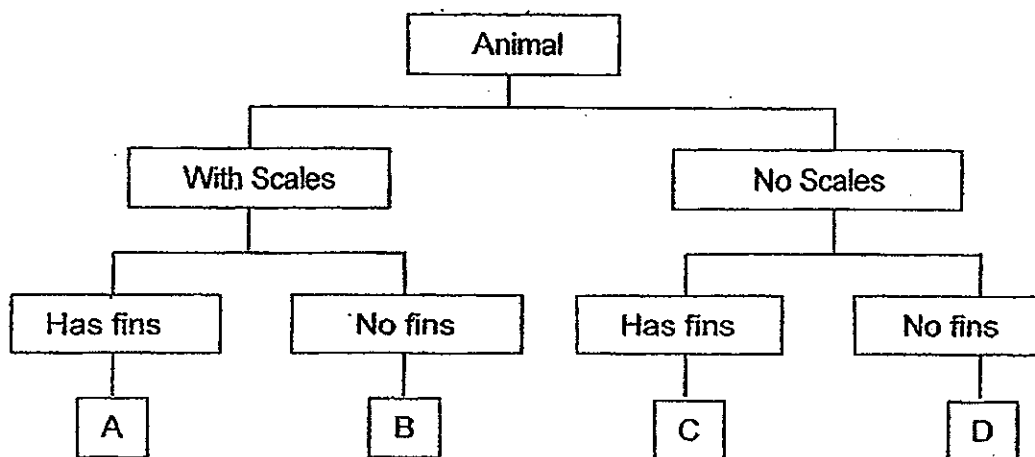 Animal
With Scales
No Scales
Has fins
No fins
Has fins
No fins
A
B
C
D